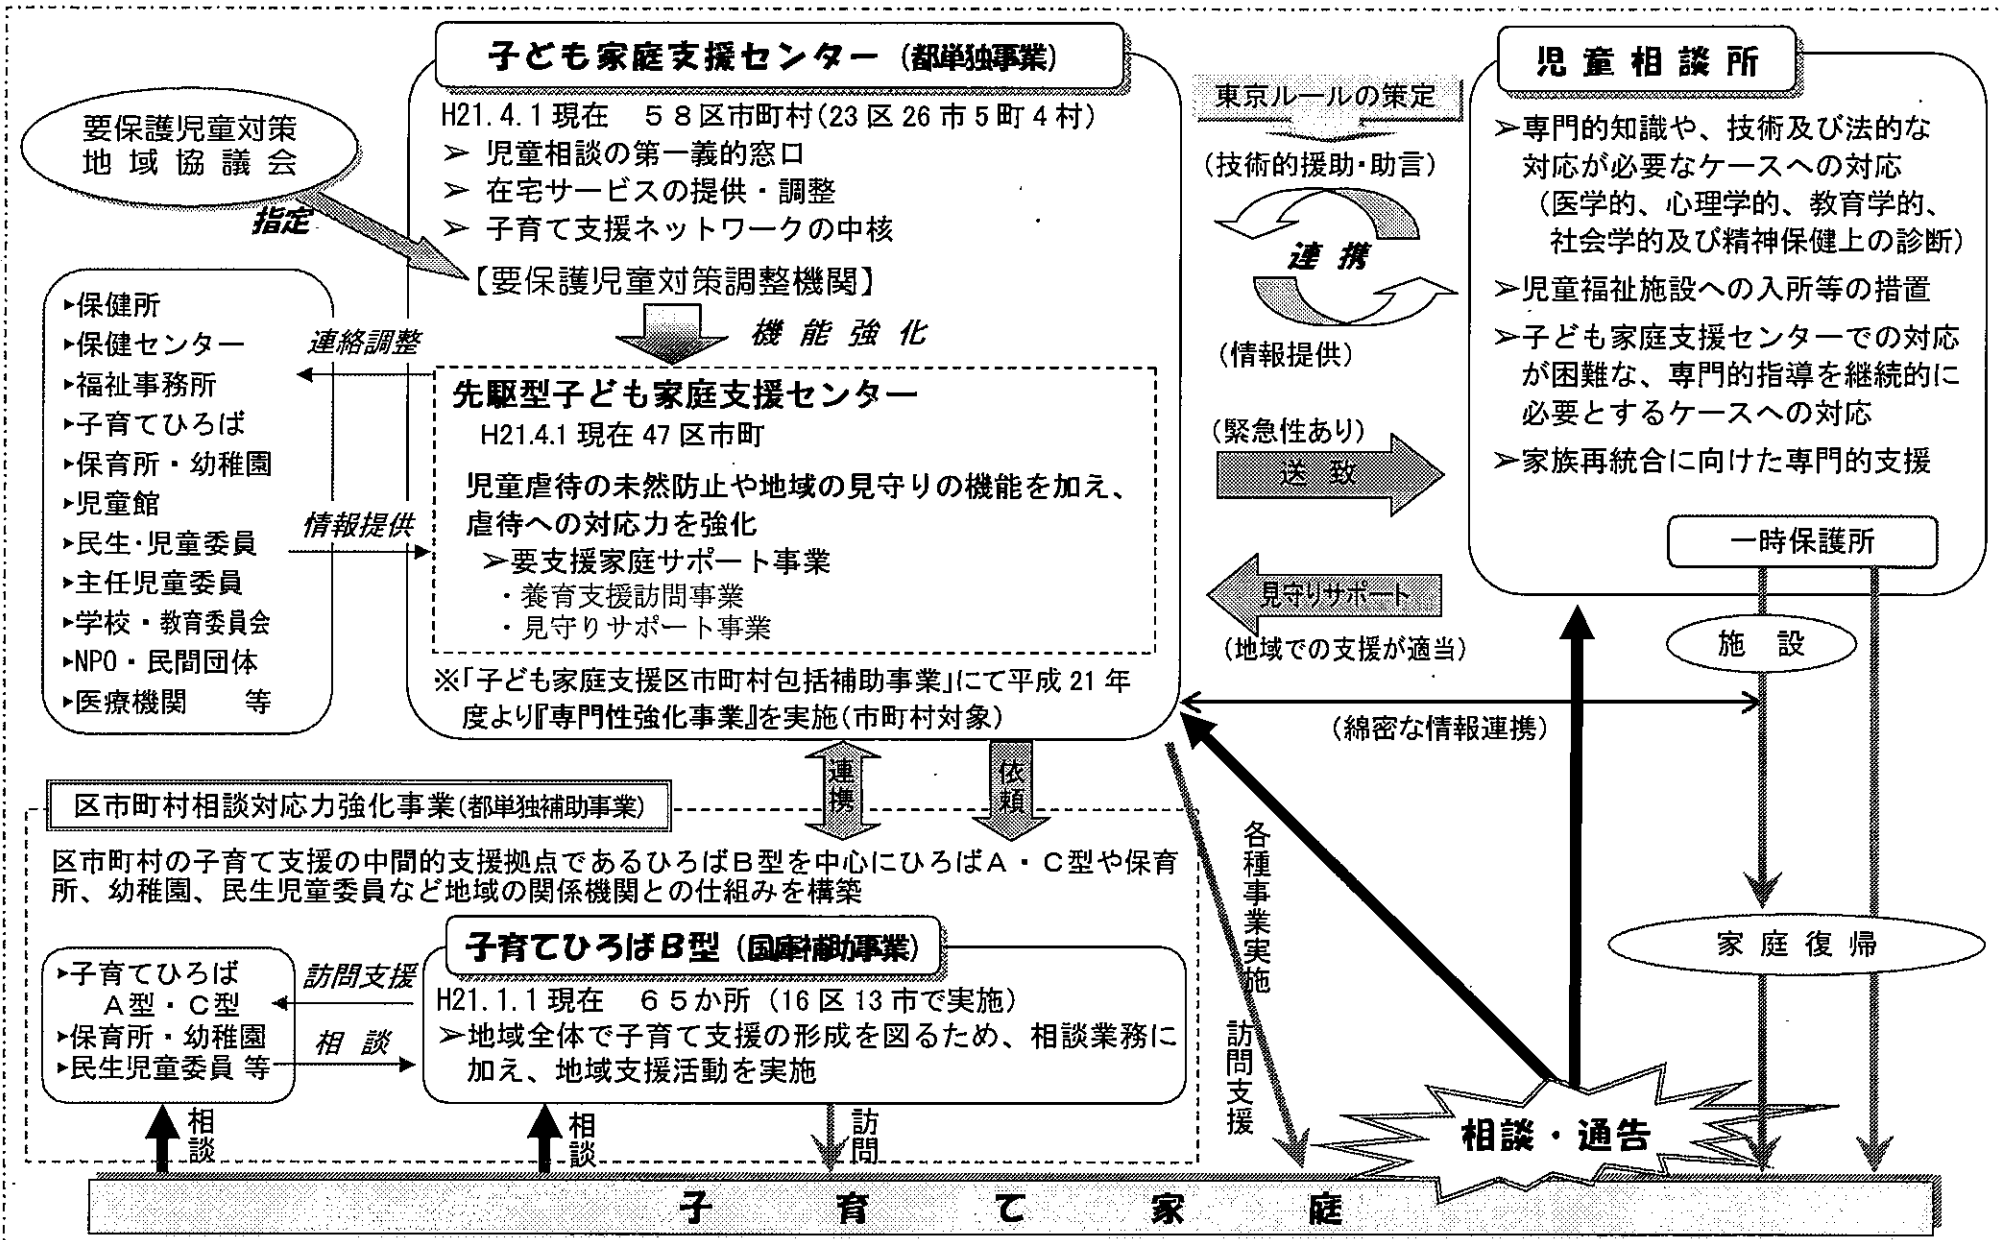 子ども家庭支援センター（都単独事業）
H21.4.1現在　５８区市町村（23区26市5町4村）
➢ 児童相談の第一義的窓口
➢ 在宅サービスの提供・調整
➢ 子育て支援ネットワークの中核
【要保護児童対策調整機関】
機能強化
要保護児童対策
地域協議会
指定
▸保健所
▸保健センター
▸福祉事務所
▸子育てひろば
▸保育所・幼稚園
▸児童館
▸民生･児童委員
▸主任児童委員
▸学校・教育委員会
▸NPO・民間団体
▸医療機関　　等
連絡調整
情報提供
先駆型子ども家庭支援センター
H21.4.1 現在 47 区市町
児童虐待の未然防止や地域の見守りの機能を加え、
虐待への対応力を強化
➢要支援家庭サポート事業
・養育支援訪問事業
・見守りサポート事業
※「子ども家庭支援区市町村包括補助事業」にて平成 21 年
度より『専門性強化事業』を実施（市町村対象）
東京ルールの策定
（技術的援助・助言）
連携
（情報提供）
（緊急性あり）
送致
見守りサポート
（地域での支援が適当）
（綿密な情報連携）
児童相談所
➢専門的知識や、技術及び法的な
対応が必要なケースへの対応
（医学的、心理学的、教育学的、
社会学的及び精神保健上の診断）
➢児童福祉施設への入所等の措置
➢子ども家庭支援センターでの対応
が困難な、専門的指導を継続的に
必要とするケースへの対応
➢家族再統合に向けた専門的支援
一時保護所
施設
家庭復帰
連携
依頼
区市町村相談対応力強化事業（都単独補助事業）
区市町村の子育て支援の中間的支援拠点であるひろばＢ型を中心にひろばＡ・Ｃ型や保育
所、幼稚園、民生児童委員など地域の関係機関との仕組みを構築
子育てひろばＢ型（国庫補助事業）
H21.1.1現在　６５か所（16区13市で実施）
➢地域全体で子育て支援の形成を図るため、相談業務に
加え、地域支援活動を実施
▸子育てひろば
Ａ型・Ｃ型
▸保育所・幼稚園
▸民生児童委員 等
訪問支援
相談
相談
相談
訪問
各種事業実施
訪問支援
相談・通告
子育て家庭